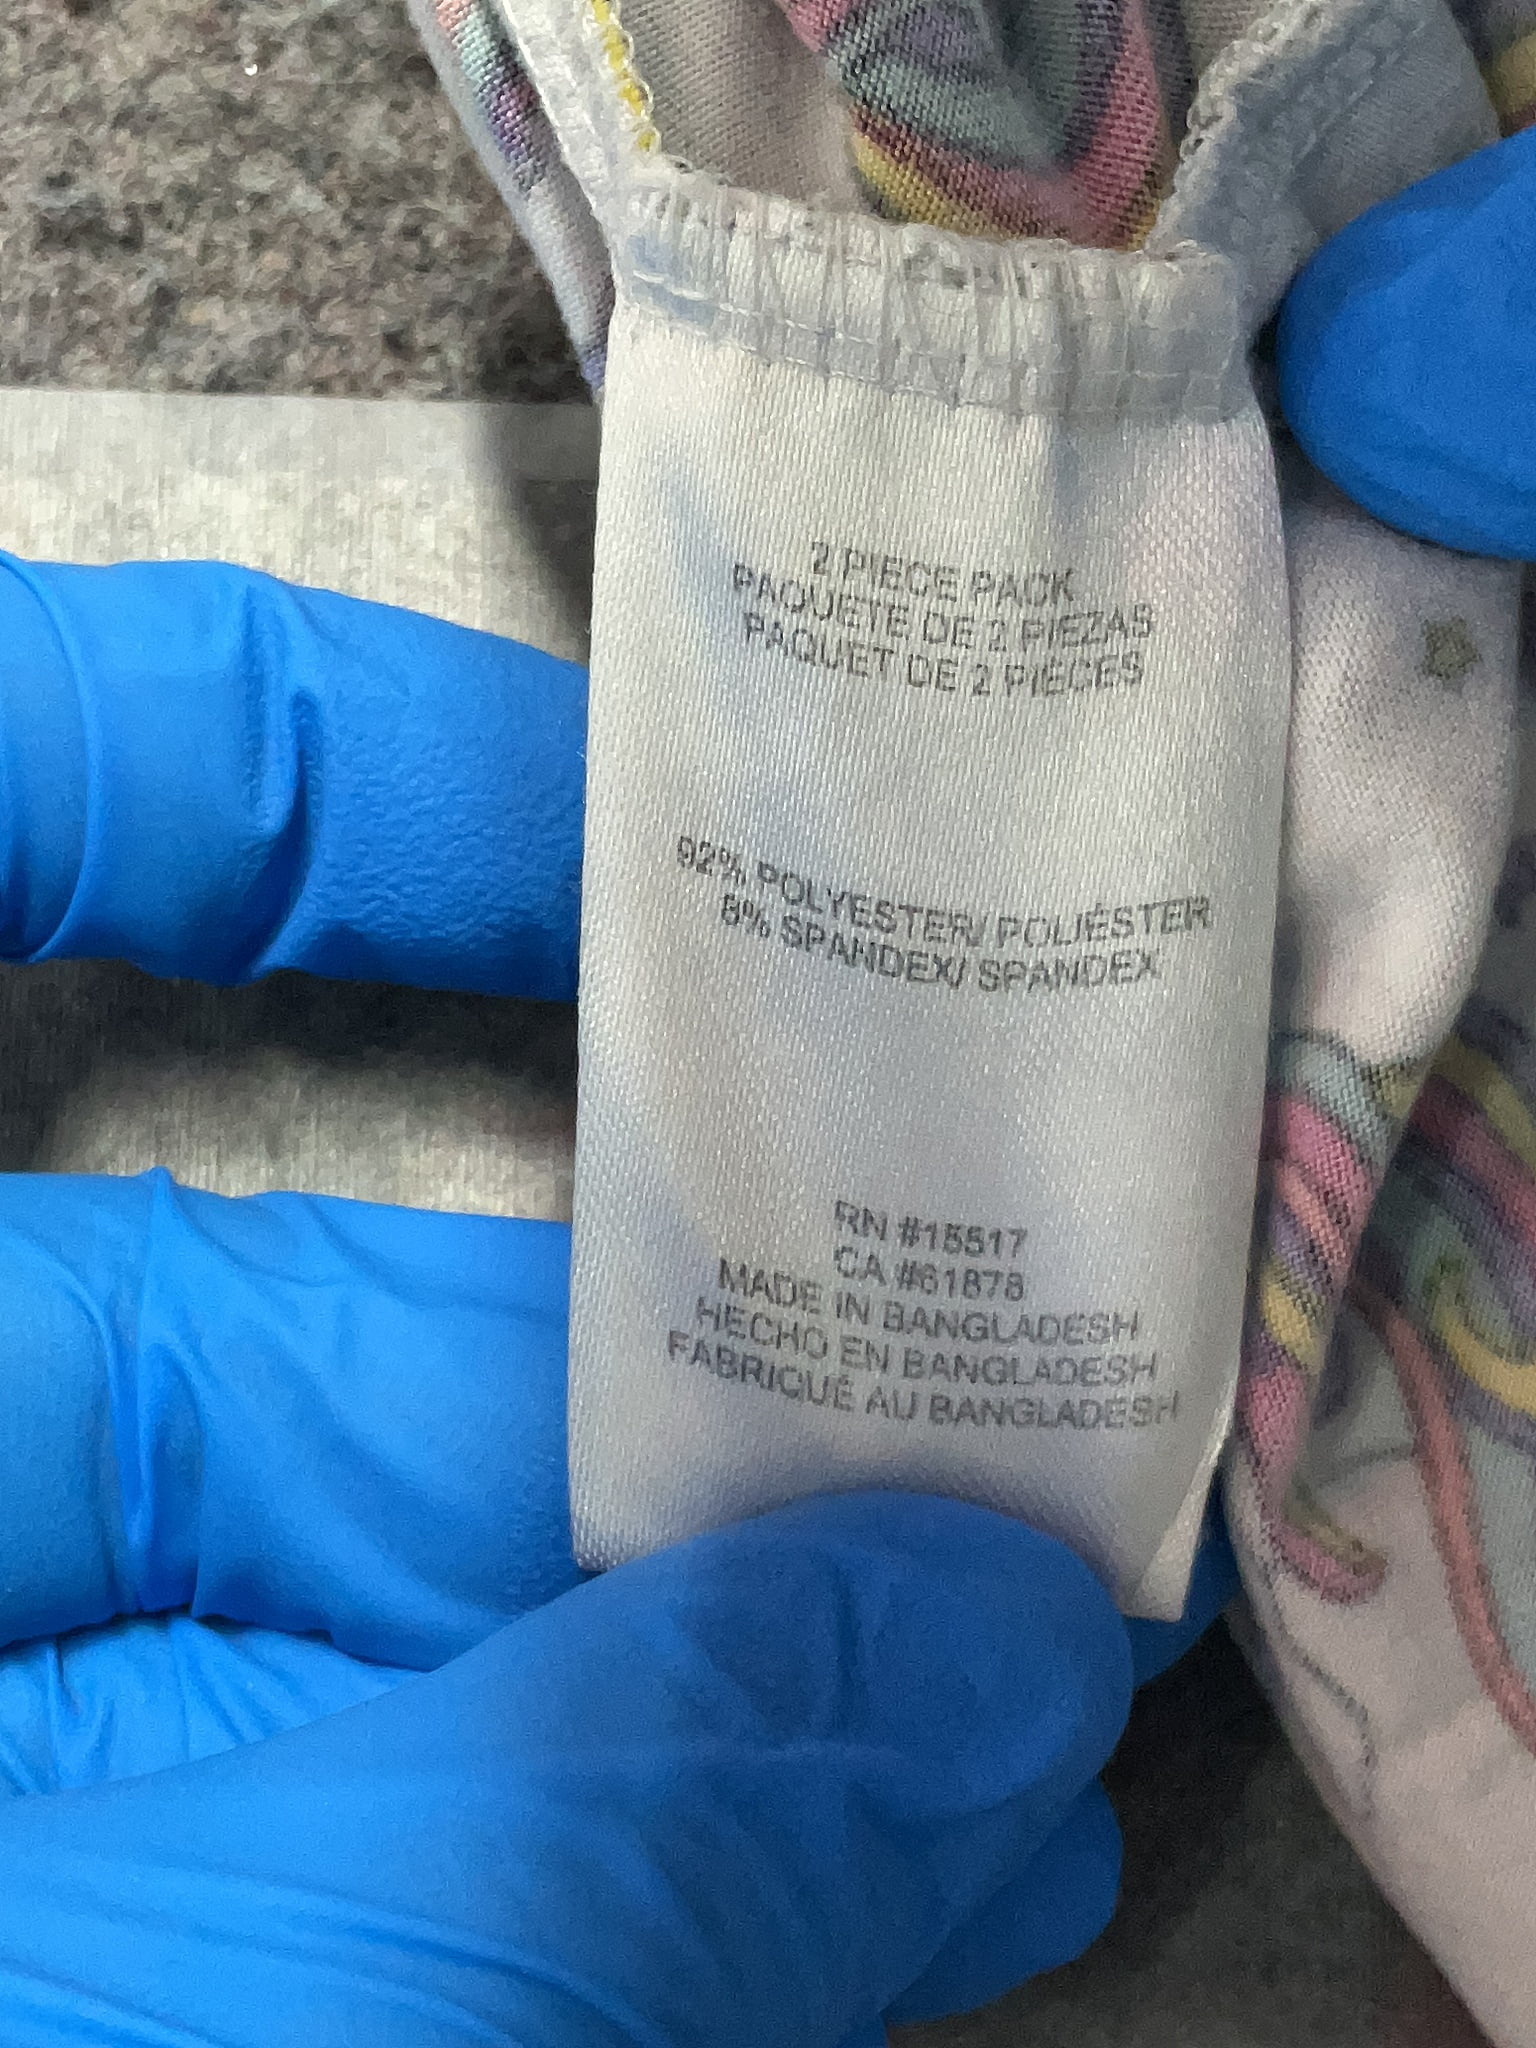 2 PIECE PACK
PAQUETE DE 2 PIEZAS
PAQUET DE 2 PIÈCES
92% POLYESTER/ POLIÉSTER
8% SPANDEX/ SPANDEX
RN #15517
CA #61878
MADE IN BANGLADESH
HECHO EN BANGLADESH
FABRIQUÉ AU BANGLADESH